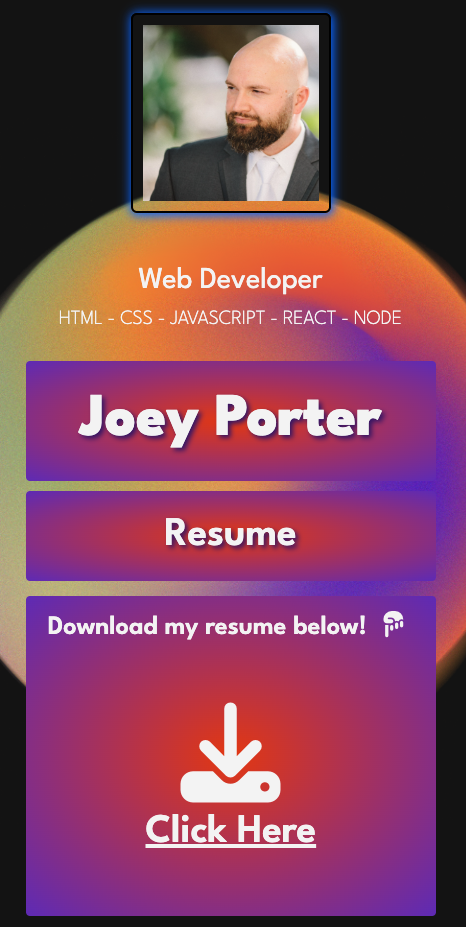 Web Developer
HTML - CSS - JAVASCRIPT - REACT - NODE
Joey Porter
Resume
Download my resume below!
Click Here